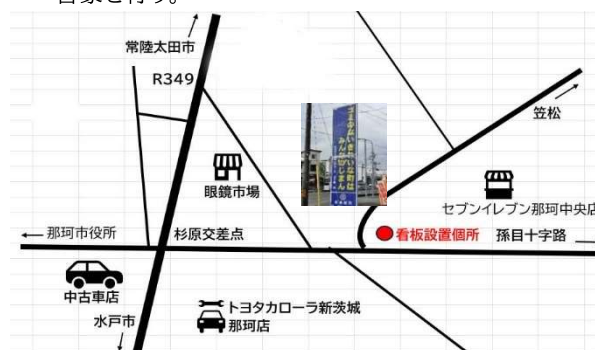 常陸太田市
R349
笠松
眼鏡市場
セブンイレブン那珂中央店
那珂市役所
杉原交差点
看板設置個所
孫目十字路
中古車店
トヨタカローラ新茨城
那珂店
水戸市